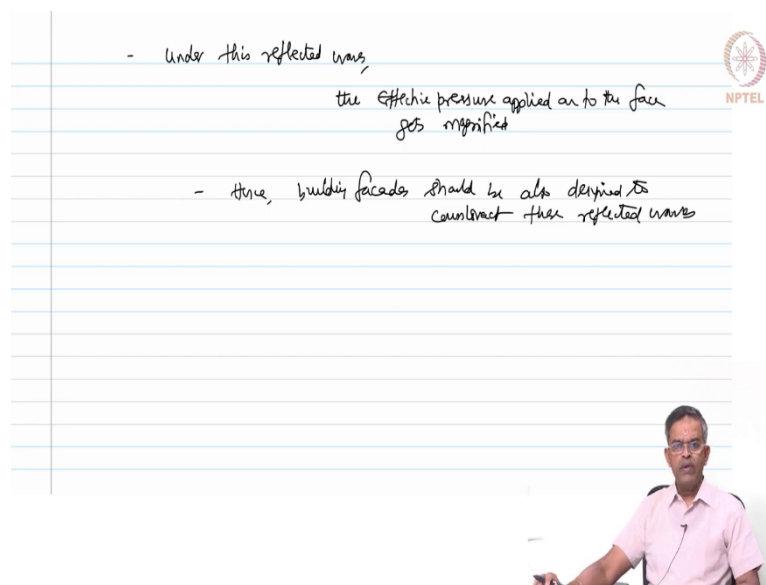 - Under this reflected waves,
the Effective pressure applied on to the face
gets magnified
NPTEL
- Hence, building facades should be also designed to
counteract these reflected waves